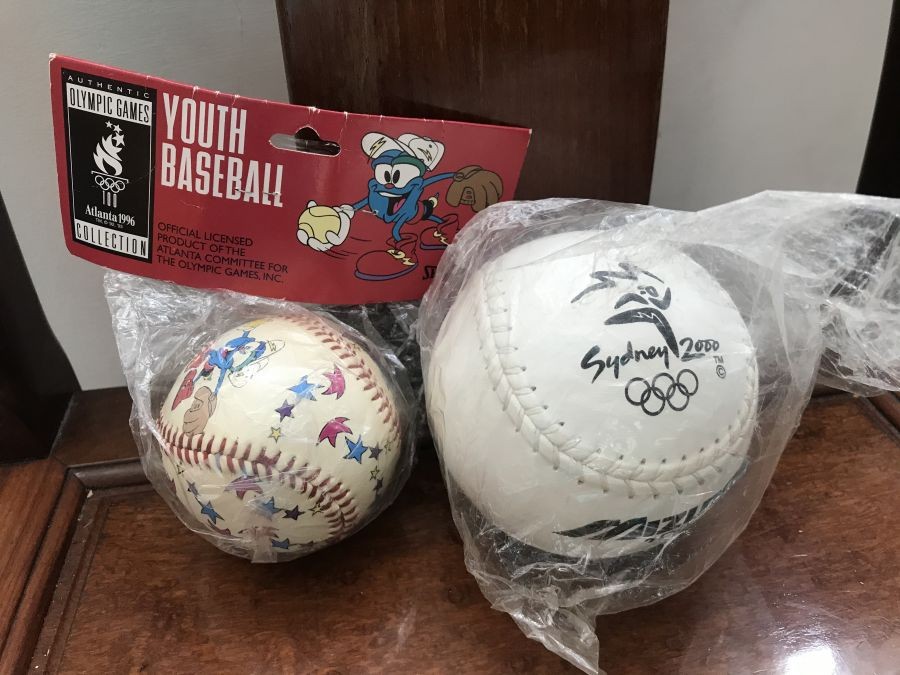 AUTHENTIC
OLYMPIC GAMES
Atlanta 1996
COLLECTION
YOUTH
BASEBALL
OFFICIAL LICENSED
PRODUCT OF THE
ATLANTA COMMITTEE FOR
THE OLYMPIC GAMES, INC.
Sydney 2000
TM
©